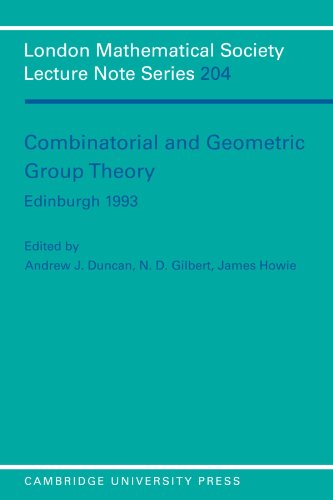 London Mathematical Society
Lecture Note Series 204
Combinatorial and Geometric
Group Theory
Edinburgh 1993
Edited by
Andrew J. Duncan, N. D. Gilbert, James Howie
CAMBRIDGE UNIVERSITY PRESS